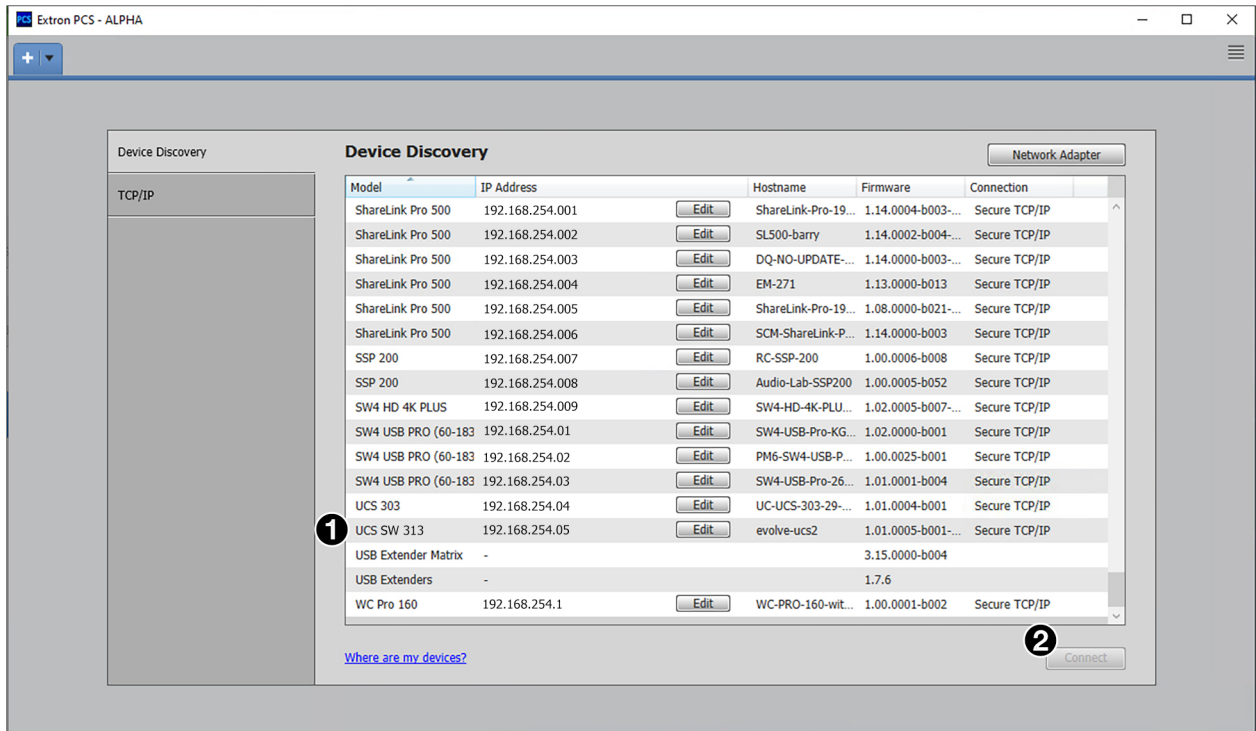 PCS Extron PCS - ALPHA
Device Discovery
TCP/IP
Device Discovery
Network Adapter
Model IP Address Hostname Firmware Connection
ShareLink Pro 500 192.168.254.001 Edit ShareLink-Pro-19... 1.14.0004-b003-... Secure TCP/IP
ShareLink Pro 500 192.168.254.002 Edit SL500-barry 1.14.0002-b004-... Secure TCP/IP
ShareLink Pro 500 192.168.254.003 Edit DQ-NO-UPDATE-... 1.14.0000-b003-... Secure TCP/IP
ShareLink Pro 500 192.168.254.004 Edit EM-271 1.13.0000-b013 Secure TCP/IP
ShareLink Pro 500 192.168.254.005 Edit ShareLink-Pro-19... 1.08.0000-b021-... Secure TCP/IP
ShareLink Pro 500 192.168.254.006 Edit SCM-ShareLink-P... 1.14.0000-b003 Secure TCP/IP
SSP 200 192.168.254.007 Edit RC-SSP-200 1.00.0006-b008 Secure TCP/IP
SSP 200 192.168.254.008 Edit Audio-Lab-SSP200 1.00.0005-b052 Secure TCP/IP
SW4 HD 4K PLUS 192.168.254.009 Edit SW4-HD-4K-PLU... 1.02.0005-b007-... Secure TCP/IP
SW4 USB PRO (60-183 192.168.254.01 Edit SW4-USB-Pro-KG... 1.02.0000-b001 Secure TCP/IP
SW4 USB PRO (60-183 192.168.254.02 Edit PM6-SW4-USB-P... 1.00.0025-b001 Secure TCP/IP
SW4 USB PRO (60-183 192.168.254.03 Edit SW4-USB-Pro-26... 1.01.0001-b004 Secure TCP/IP
UCS 303 192.168.254.04 Edit UC-UCS-303-29-... 1.01.0004-b001 Secure TCP/IP
1 UCS SW 313 192.168.254.05 Edit evolve-ucs2 1.01.0005-b001-... Secure TCP/IP
USB Extender Matrix - 3.15.0000-b004
USB Extenders - 1.7.6
WC Pro 160 192.168.254.1 Edit WC-PRO-160-wit... 1.00.0001-b002 Secure TCP/IP
2
Where are my devices? Connect